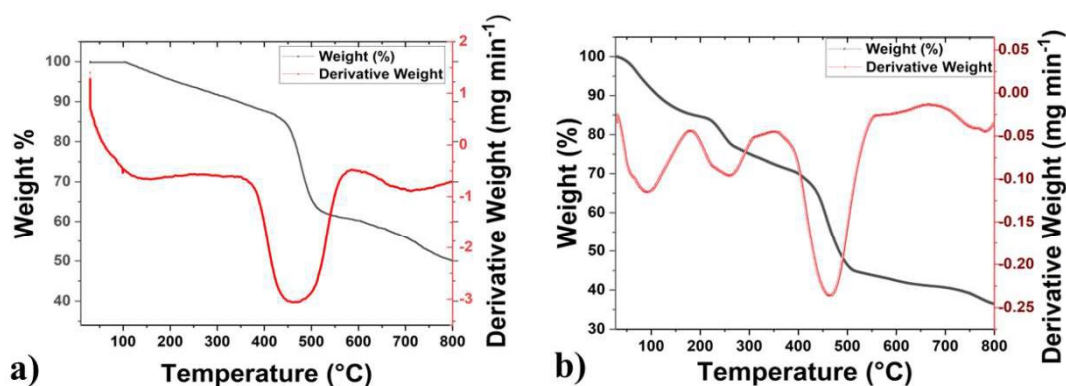 Weight (%)
Derivative Weight
100
90
80
70
60
50
40
Weight %
2
1
0
-1
-2
-3
Derivative Weight (mg min⁻¹)
100 200 300 400 500 600 700 800
Temperature (°C)
a)
Weight (%)
Derivative Weight
100
90
80
70
60
50
40
30
Weight (%)
0.05
0.00
-0.05
-0.10
-0.15
-0.20
-0.25
Derivative Weight (mg min⁻¹)
100 200 300 400 500 600 700 800
Temperature (°C)
b)